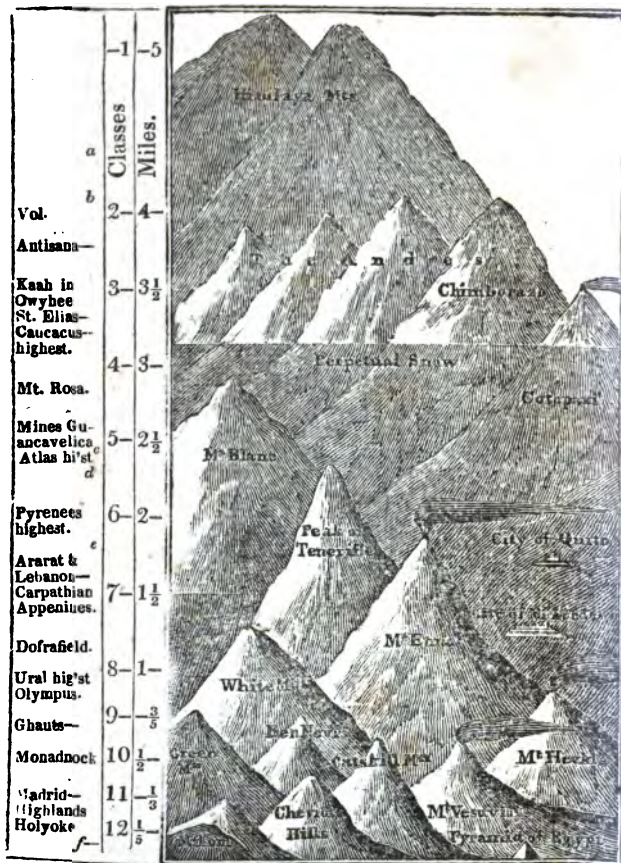 Classes
Miles.
1 5
a
b
Vol. 2 4
Antisana—
Kaah in 3 3½
Owyhee
St. Elias—
Caucacus—
highest.
4 3
Mt. Rosa.
Mines Gu-
ancavelica 5 2½
Atlas hi'st c
d
Pyrenees 6 2
highest.
e
Ararat &
Lebanon—
Carpathian 7 1½
Appenines.
Dofrafield.
Ural hig'st 8 1
Olympus.
Ghauts— 9 3/5
Monadnock 10 ½
Madrid— 11 ⅓
Highlands
Holyoke 12 1/5
f—
Himalaya Mts
The Andes
Chimborazo
Perpetual Snow
Cotopaxi
Mt Blanc
Peak of
Teneriffe
City of Quito
Mt Etna
White Mts
Ben Nevis
Green
Mts
Catskill Mts
Mt Hecla
Cheviot
Hills
Mt Vesuvius
Pyramid of Egypt